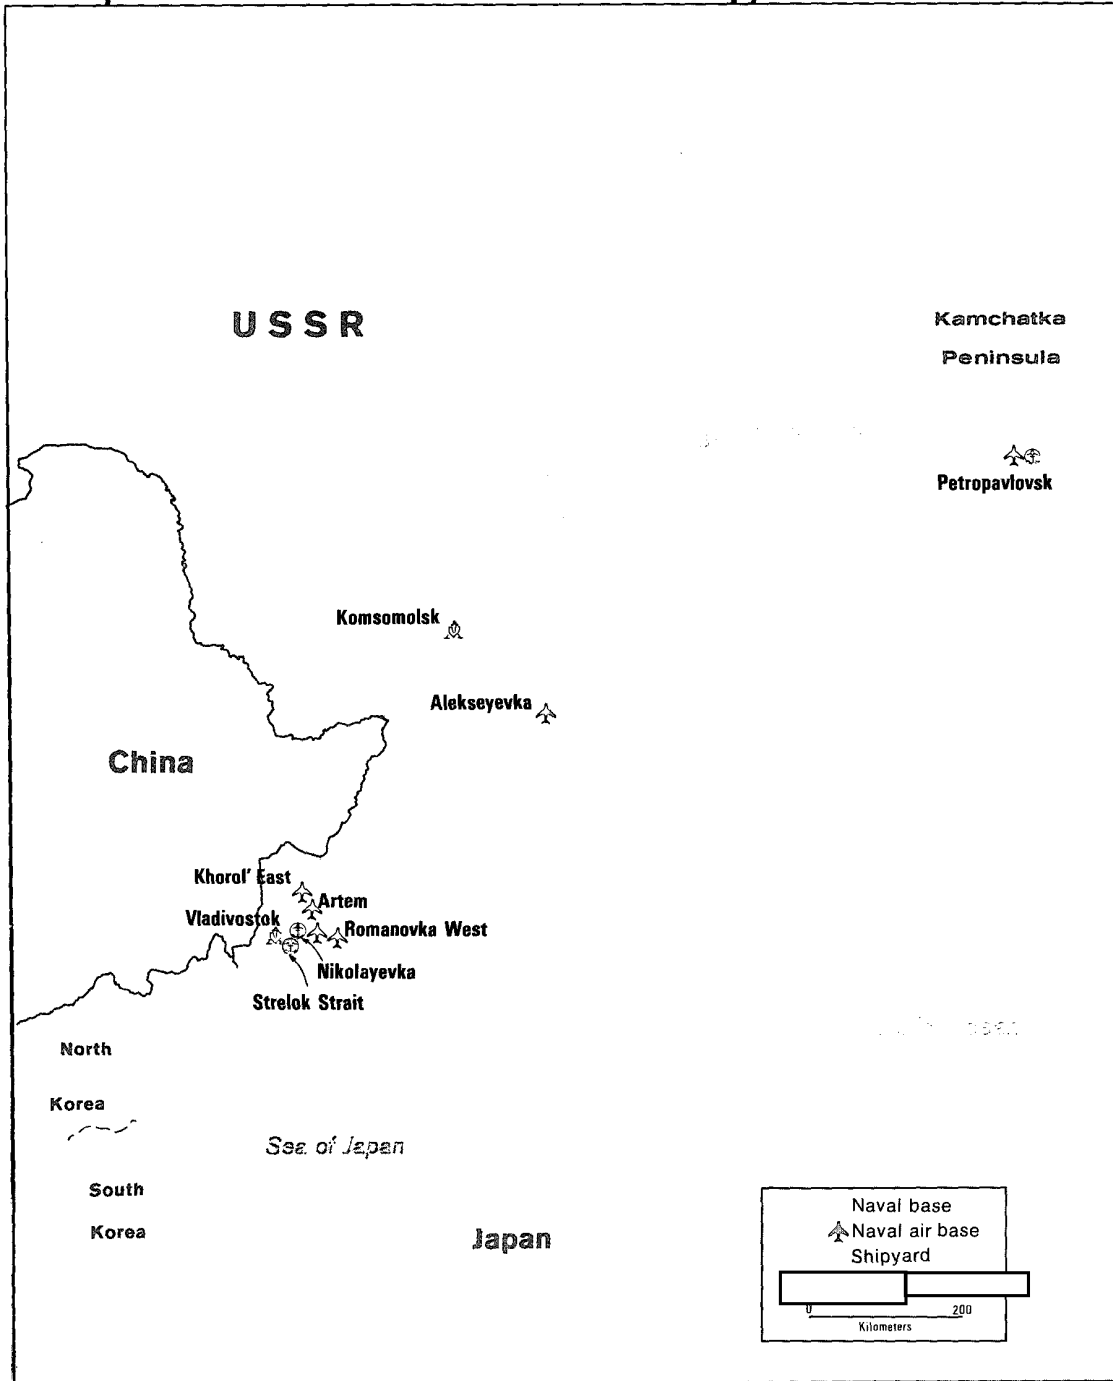 USSR
Kamchatka
Peninsula
Petropavlovsk
Komsomolsk
Alekseyevka
China
Khorol' East
Artem
Vladivostok
Romanovka West
Nikolayevka
Strelok Strait
North
Korea
Sea of Japan
South
Korea
Japan
Naval base
Naval air base
Shipyard
0 200
Kilometers